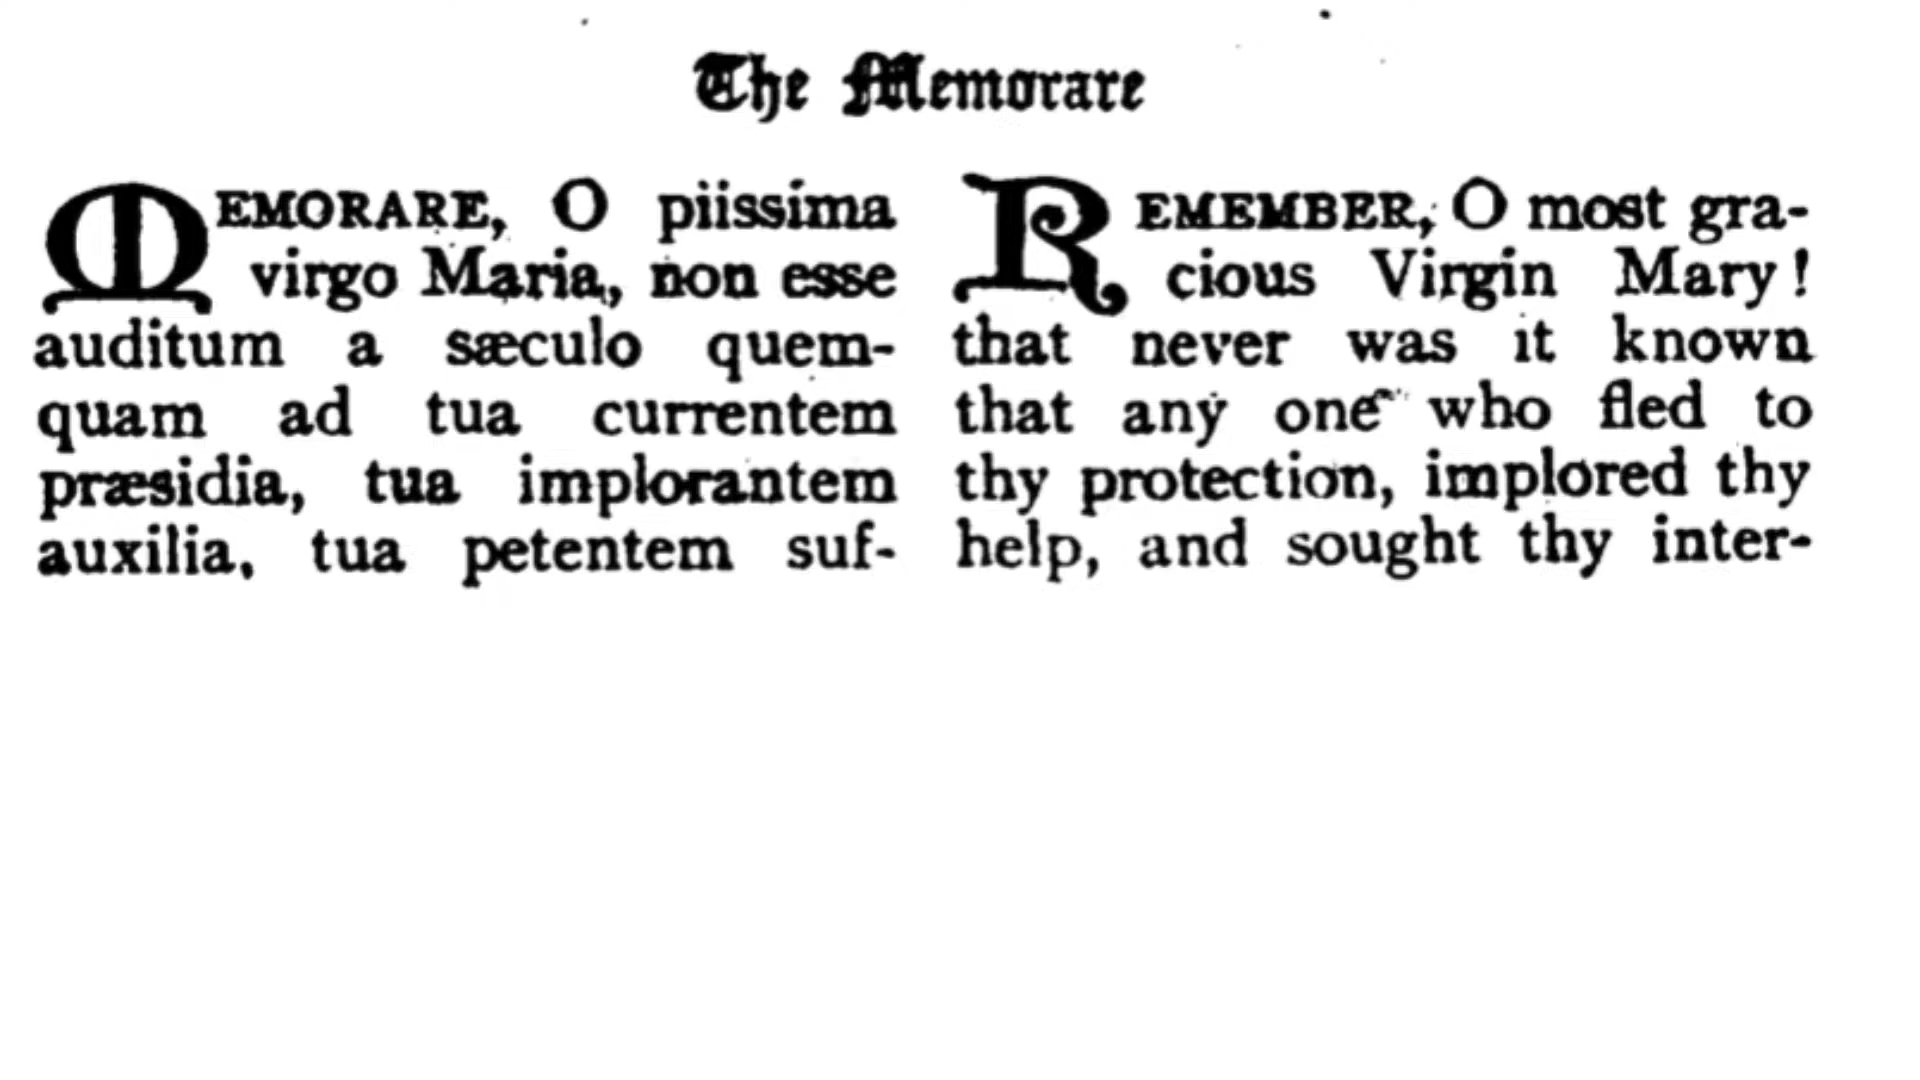 The Memorare
MEMORARE, O piissima
virgo Maria, non esse
auditum a sæculo quem-
quam ad tua currentem
præsidia, tua implorantem
auxilia, tua petentem suf-
REMEMBER, O most gra-
cious Virgin Mary!
that never was it known
that any one who fled to
thy protection, implored thy
help, and sought thy inter-